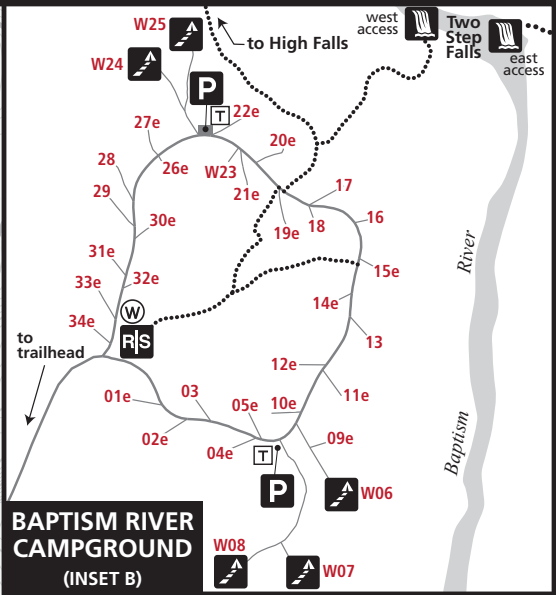 W25
to High Falls
west
access
Two
Step
Falls
east
access
W24
P
T
22e
27e
20e
26e
W23
21e
28
17
29
16
18
30e
19e
River
31e
15e
33e
32e
14e
W
34e
R|S
13
to
trailhead
12e
11e
01e
03
05e
10e
02e
04e
09e
T
Baptism
P
W06
BAPTISM RIVER
CAMPGROUND
(INSET B)
W08
W07